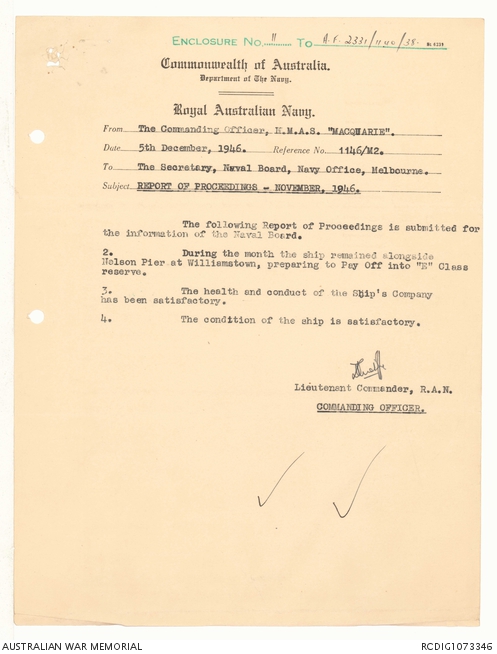 ENCLOSURE No. 11 To A.F. 2331/1140/38. Bt. 4339
Commonwealth of Australia.
Department of The Navy.
Royal Australian Navy.
From The Commanding Officer, H.M.A.S. "MACQUARIE".
Date 5th December, 1946. Reference No. 1146/M2.
To The Secretary, Naval Board, Navy Office, Melbourne.
Subject REPORT OF PROCEEDINGS - NOVEMBER, 1946.
The following Report of Proceedings is submitted for
the information of the Naval Board.
2. During the month the ship remained alongside
Nelson Pier at Williamstown, preparing to Pay Off into "E" Class
reserve.
3. The health and conduct of the Ship's Company
has been satisfactory.
4. The condition of the ship is satisfactory.
Lieutenant Commander, R.A.N.
COMMANDING OFFICER.
AUSTRALIAN WAR MEMORIAL
RCDIG1073346